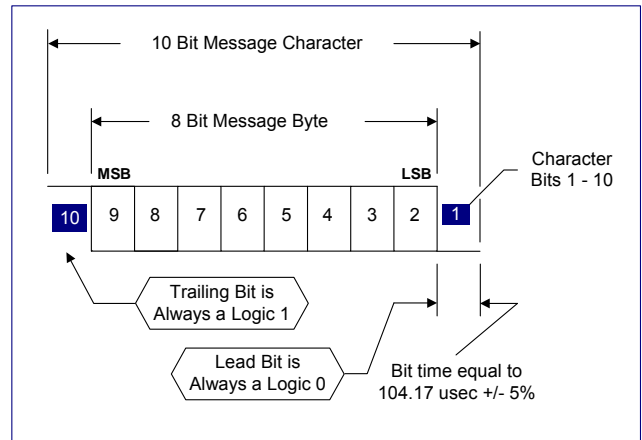 10 Bit Message Character
8 Bit Message Byte
MSB
LSB
Character
Bits 1 - 10
10 9 8 7 6 5 4 3 2 1
Trailing Bit is
Always a Logic 1
Lead Bit is
Always a Logic 0
Bit time equal to
104.17 usec +/- 5%